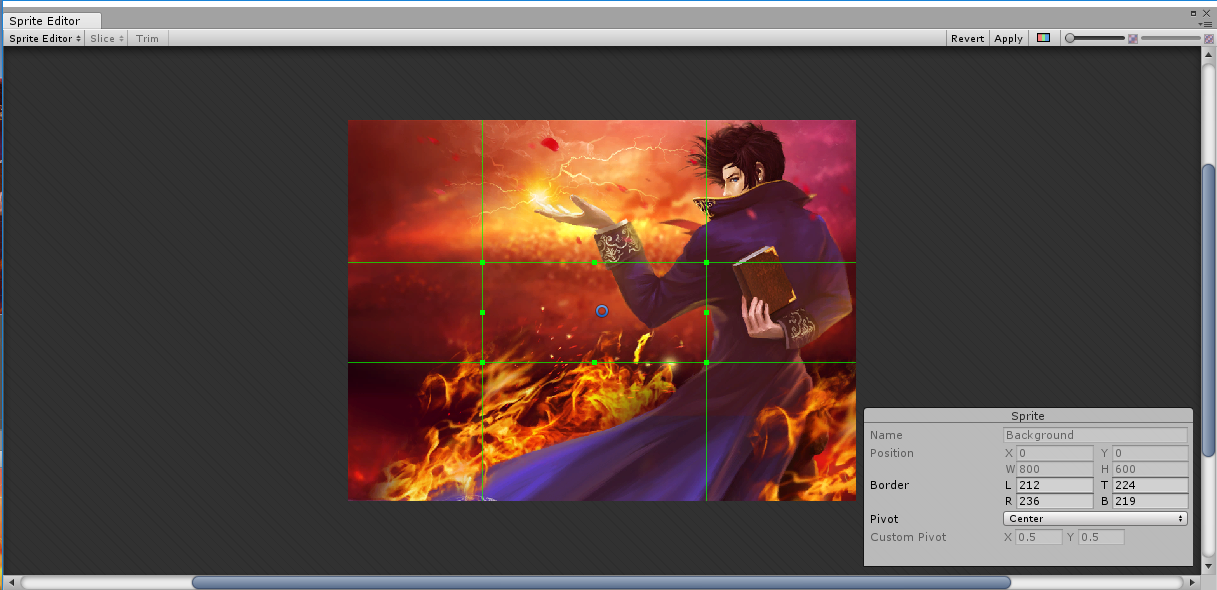 Sprite Editor
Sprite Editor Slice Trim Revert Apply
Sprite
Name Background
Position X 0 Y 0
W 800 H 600
Border L 212 T 224
R 236 B 219
Pivot Center
Custom Pivot X 0.5 Y 0.5